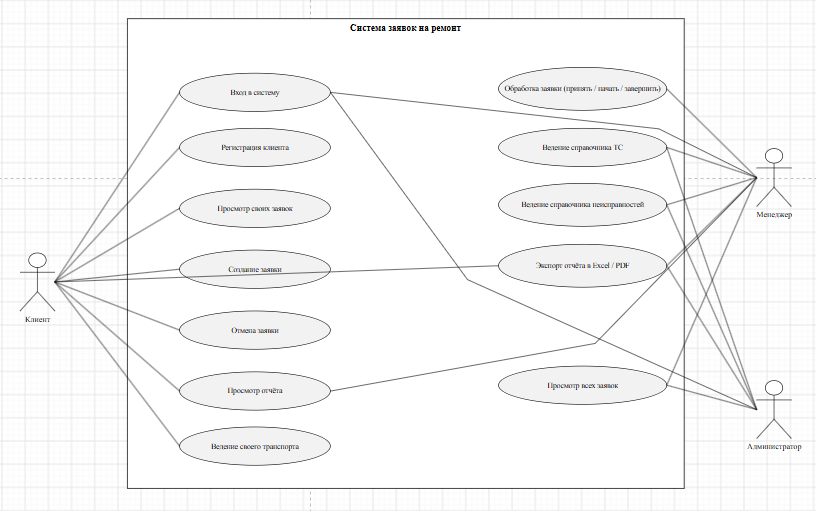 Система заявок на ремонт
Вход в систему
Регистрация клиента
Просмотр своих заявок
Создание заявки
Отмена заявки
Просмотр отчёта
Ведение своего транспорта
Обработка заявки (принять / начать / завершить)
Ведение справочника ТС
Ведение справочника неисправностей
Экспорт отчёта в Excel / PDF
Просмотр всех заявок
Клиент
Менеджер
Администратор